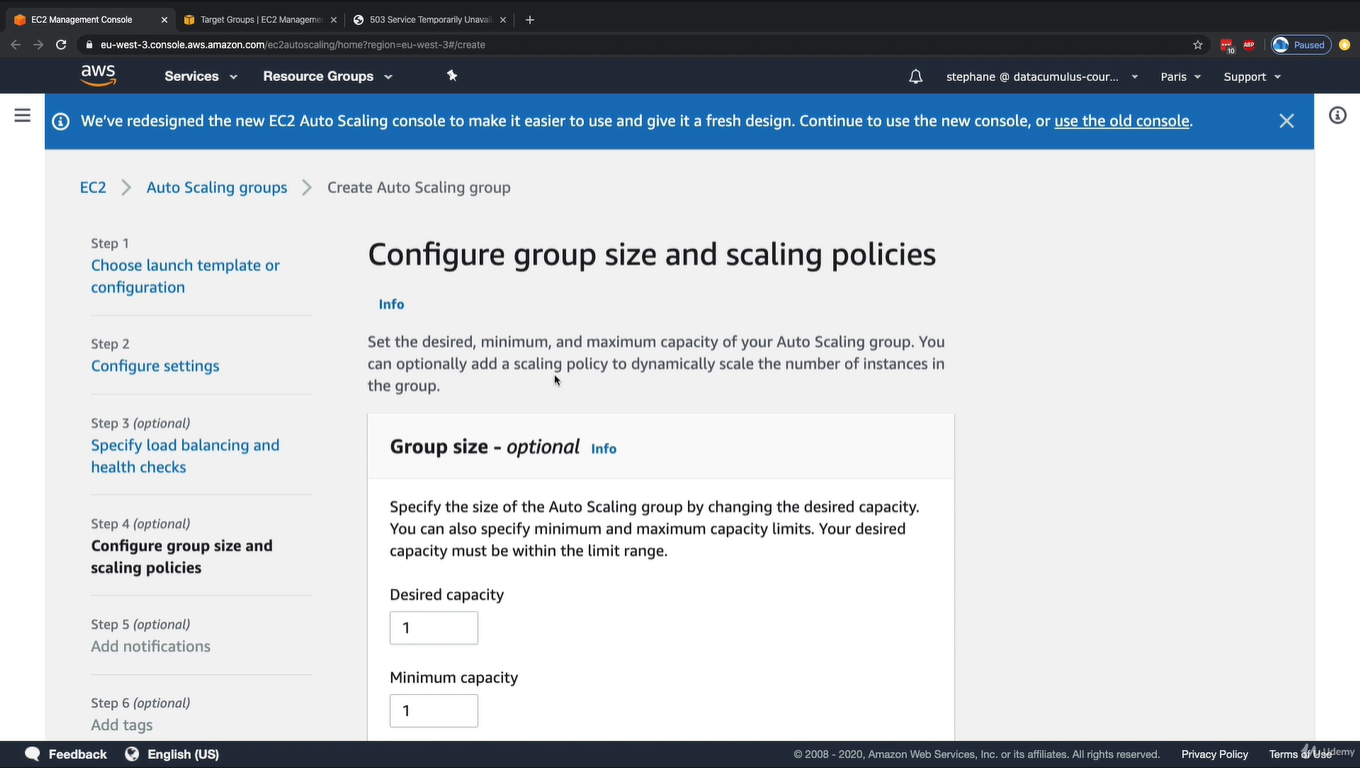 EC2 Management Console
Target Groups | EC2 Manageme
503 Service Temporarily Unavai
eu-west-3.console.aws.amazon.com/ec2autoscaling/home?region=eu-west-3#/create
10
ABP
Paused
aws
Services
Resource Groups
stephane @ datacumulus-cour...
Paris
Support
We've redesigned the new EC2 Auto Scaling console to make it easier to use and give it a fresh design. Continue to use the new console, or use the old console.
EC2 > Auto Scaling groups > Create Auto Scaling group
Step 1
Choose launch template or
configuration
Step 2
Configure settings
Step 3 (optional)
Specify load balancing and
health checks
Step 4 (optional)
Configure group size and
scaling policies
Step 5 (optional)
Add notifications
Step 6 (optional)
Add tags
Configure group size and scaling policies
Info
Set the desired, minimum, and maximum capacity of your Auto Scaling group. You
can optionally add a scaling policy to dynamically scale the number of instances in
the group.
Group size - optional Info
Specify the size of the Auto Scaling group by changing the desired capacity.
You can also specify minimum and maximum capacity limits. Your desired
capacity must be within the limit range.
Desired capacity
1
Minimum capacity
1
Feedback
English (US)
© 2008 - 2020, Amazon Web Services, Inc. or its affiliates. All rights reserved.
Privacy Policy
Terms of Use
Udemy